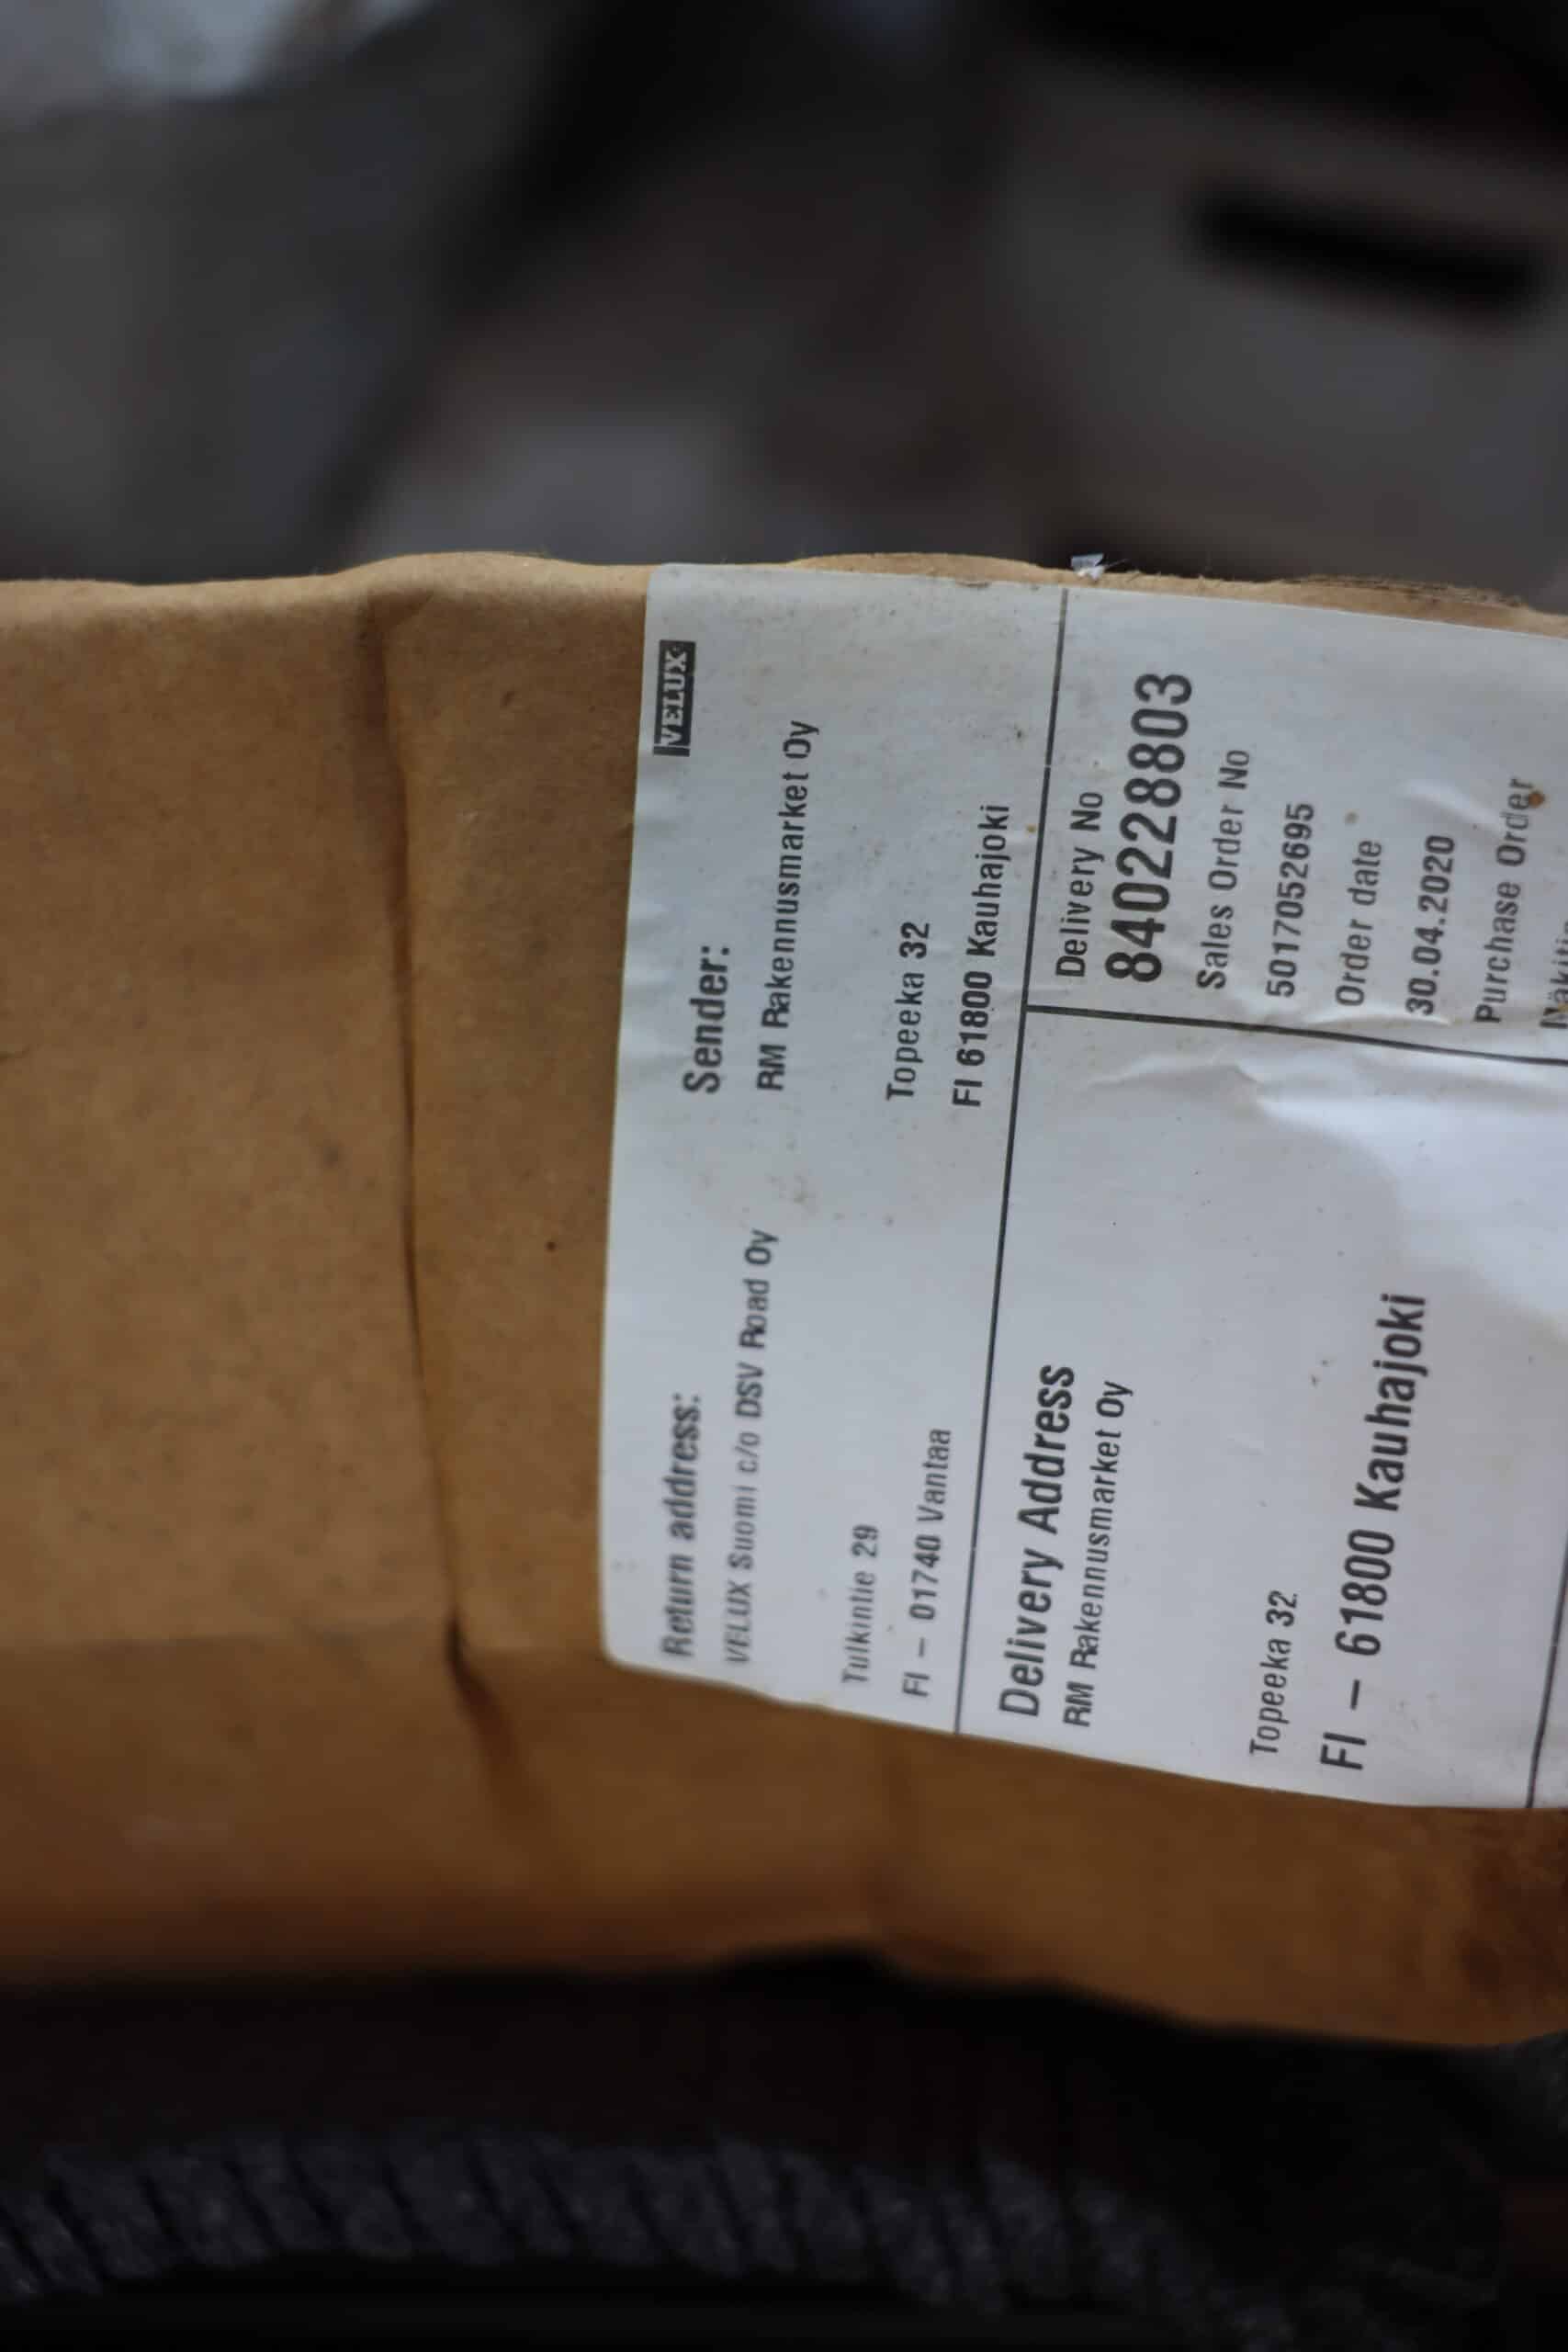 Return address:
VELUX Suomi c/o DSV Road Oy
Tulkintie 29
FI – 01740 Vantaa
VELUX
Sender:
RM Rakennusmarket Oy
Topeeka 32
FI 61800 Kauhajoki
Delivery Address
RM Rakennusmarket Oy
Topeeka 32
FI – 61800 Kauhajoki
Delivery No
840228803
Sales Order No
5017052695
Order date
30.04.2020
Purchase Order